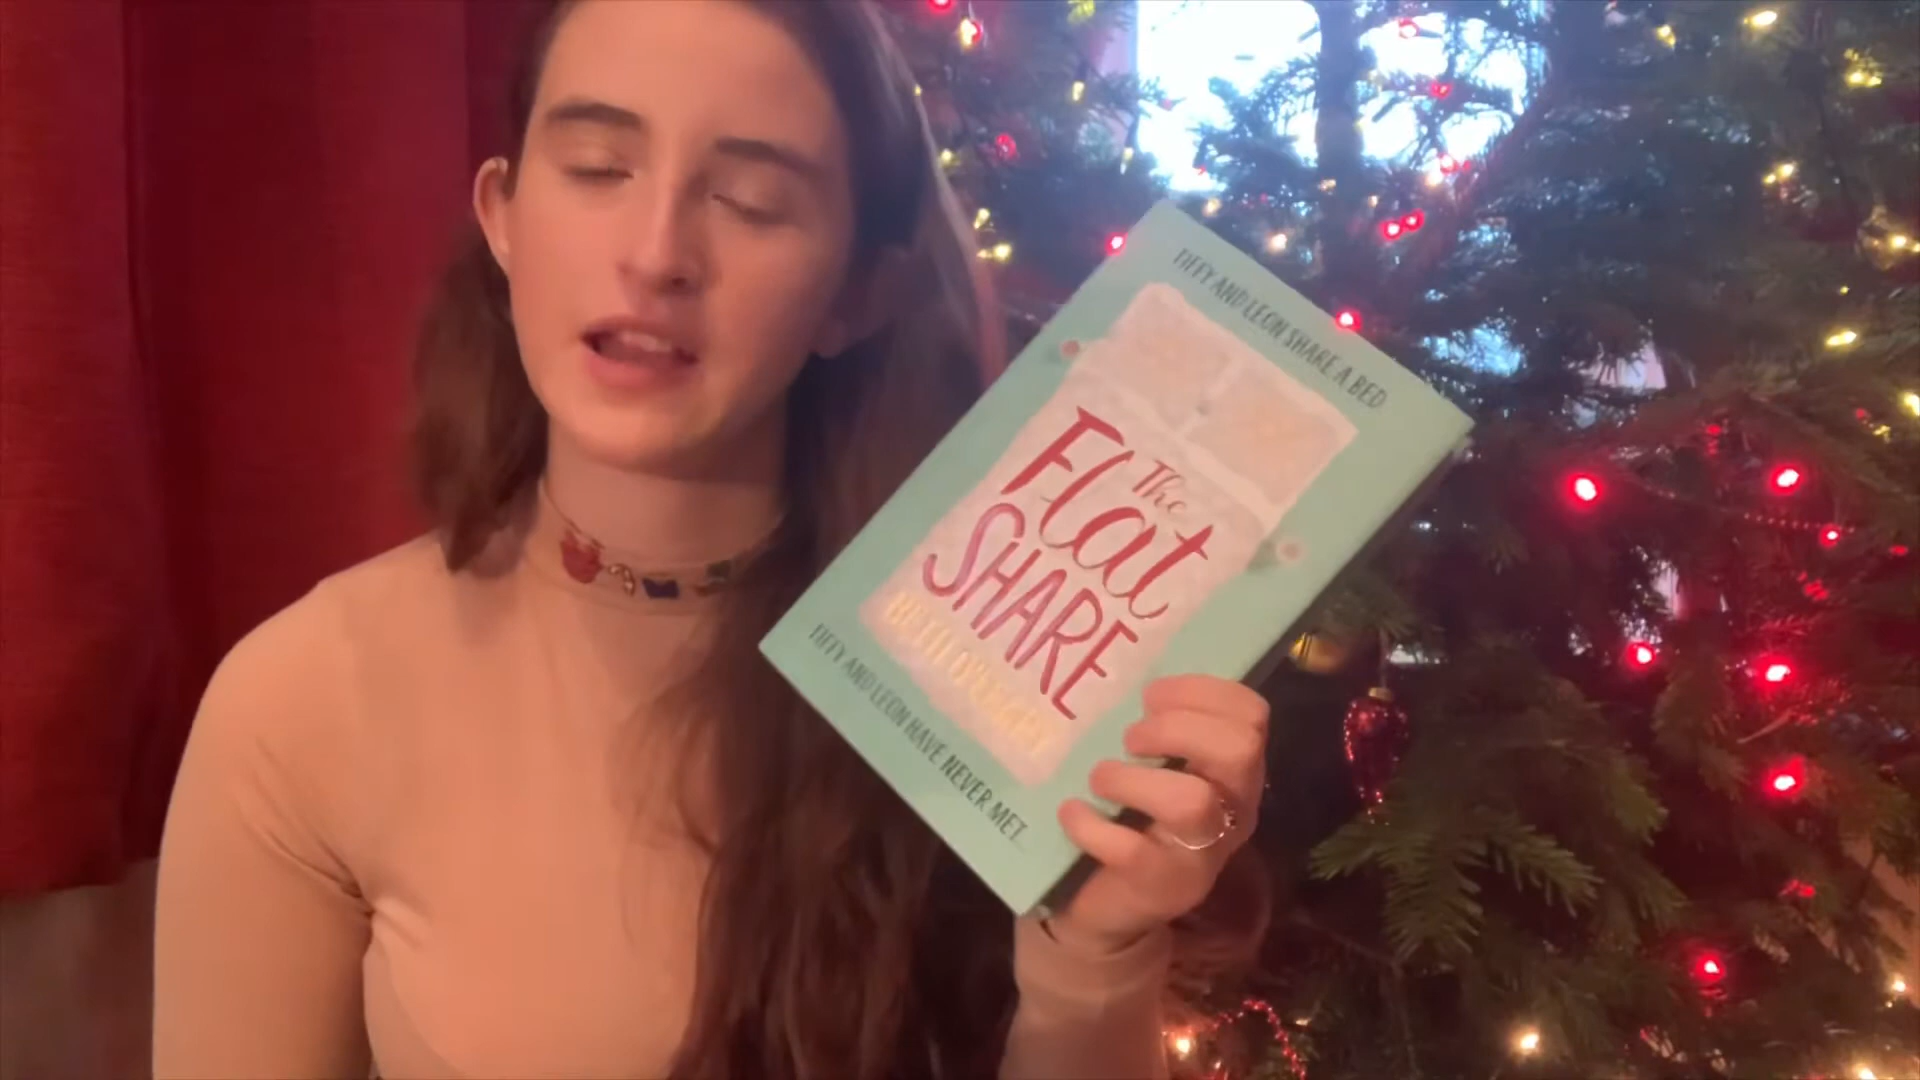 TIFFY AND LEON SHARE A BED
The
Flat
SHARE
BETH O'LEARY
TIFFY AND LEON HAVE NEVER MET...